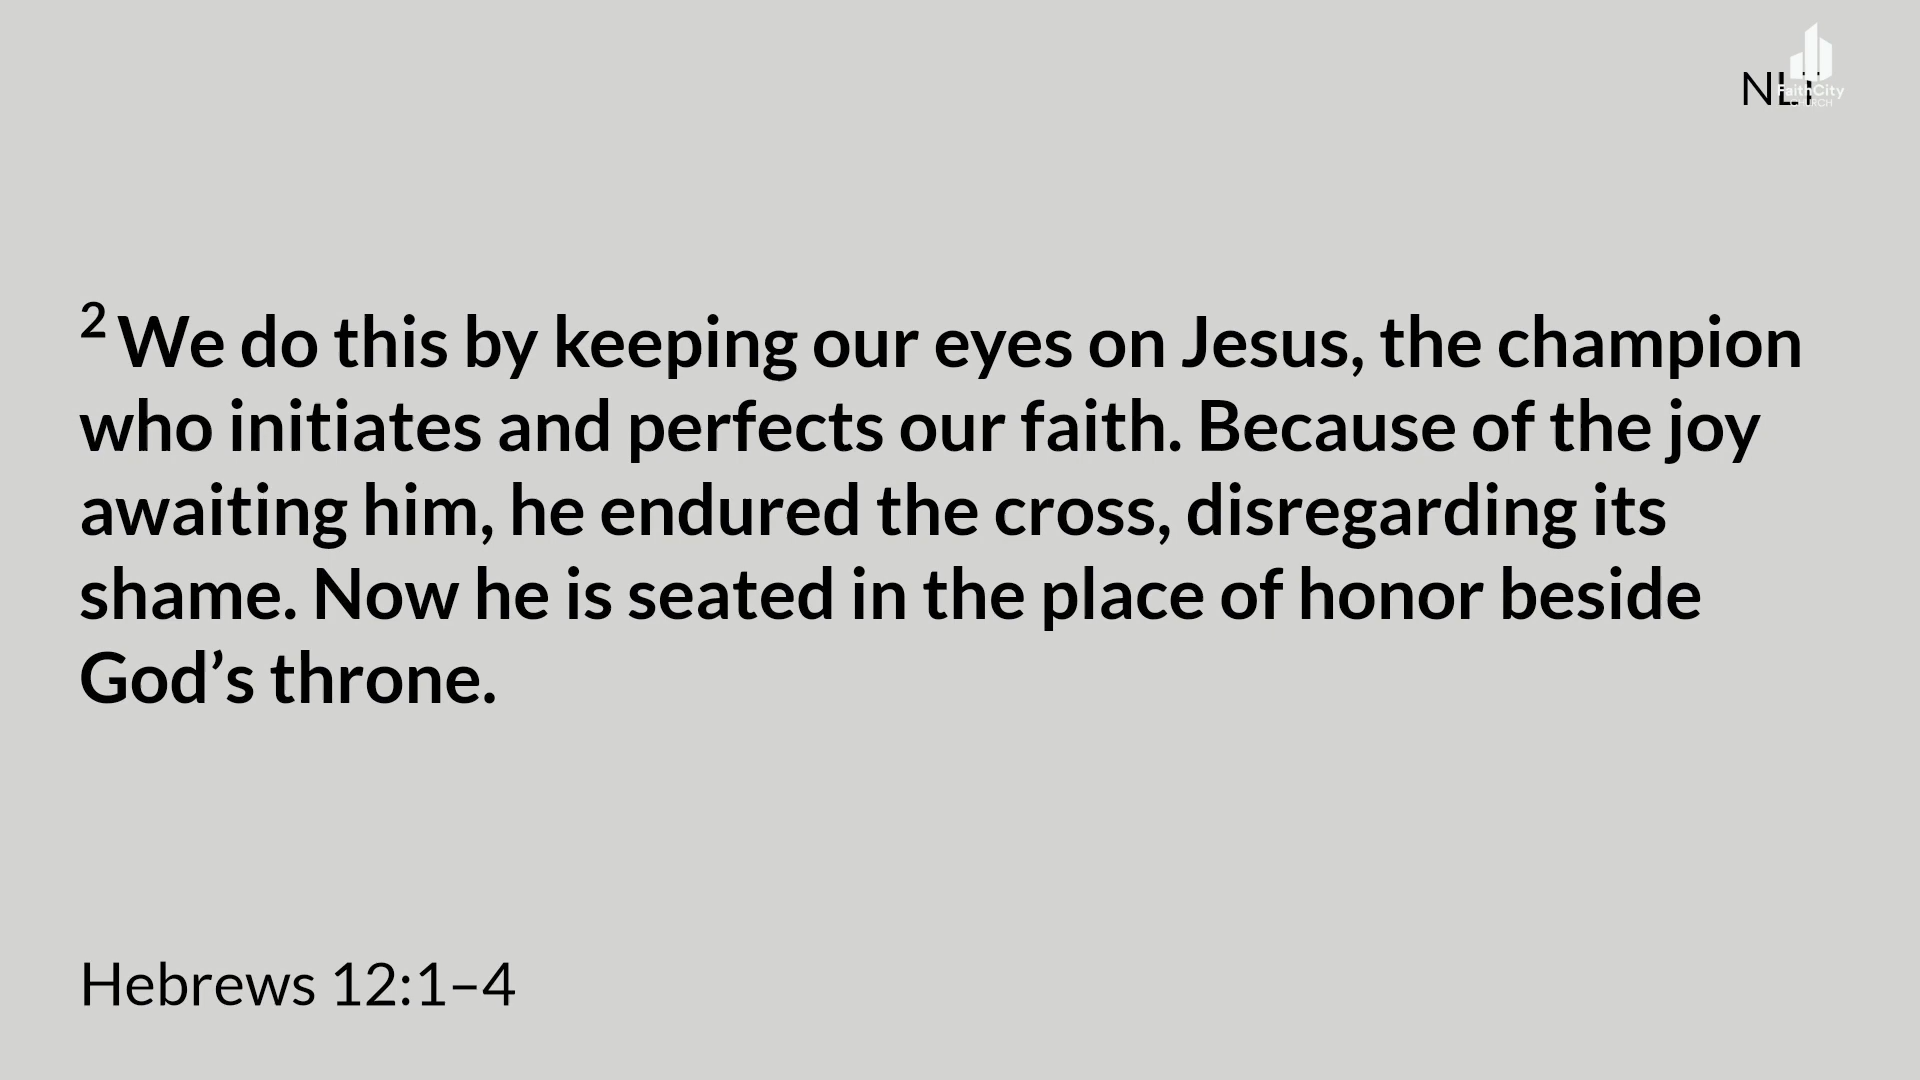 NLT
FaithCity
CHURCH
2 We do this by keeping our eyes on Jesus, the champion
who initiates and perfects our faith. Because of the joy
awaiting him, he endured the cross, disregarding its
shame. Now he is seated in the place of honor beside
God’s throne.
Hebrews 12:1–4